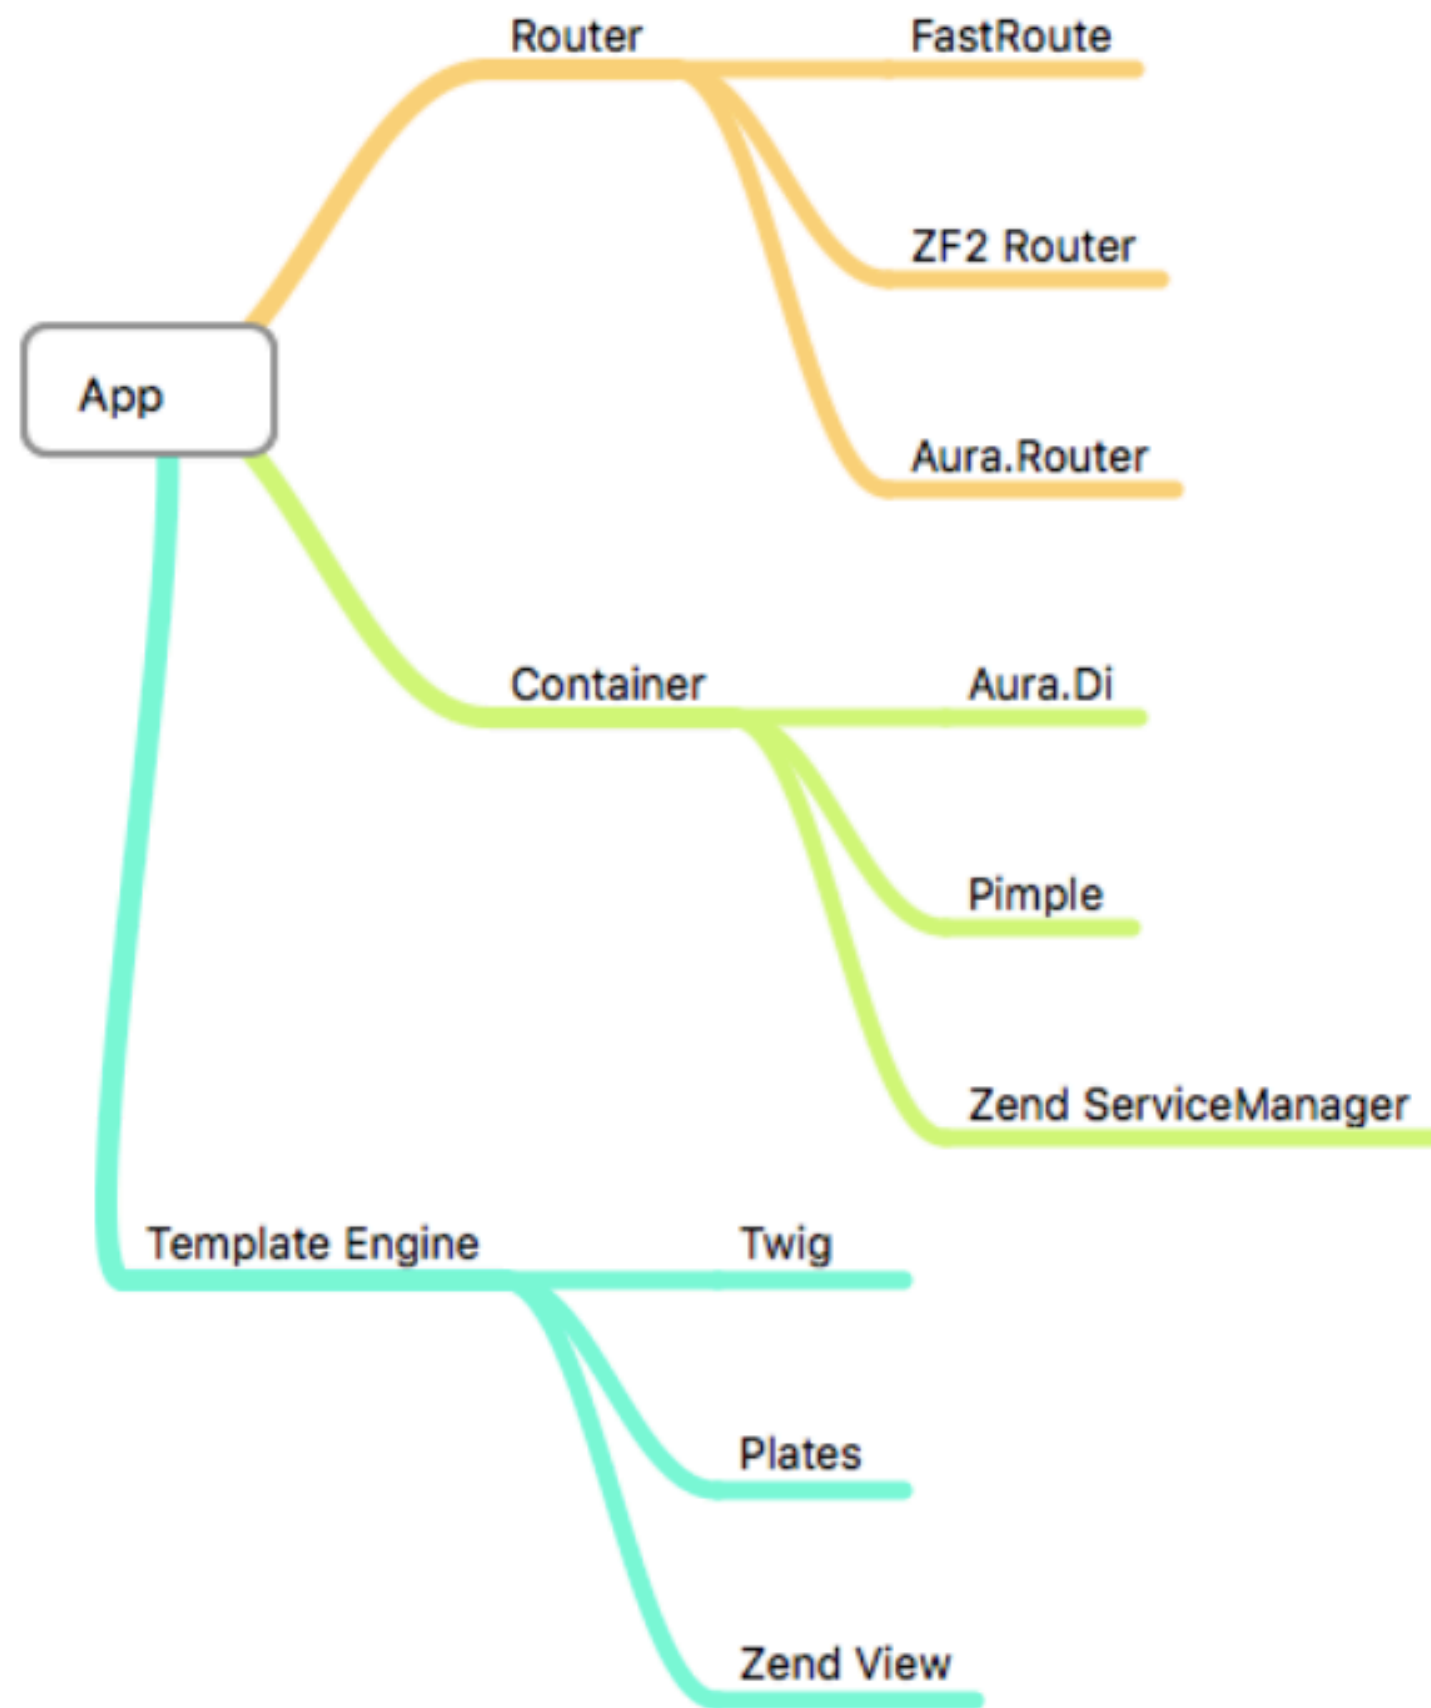 Router
FastRoute
ZF2 Router
App
Aura.Router
Container
Aura.Di
Pimple
Zend ServiceManager
Template Engine
Twig
Plates
Zend View